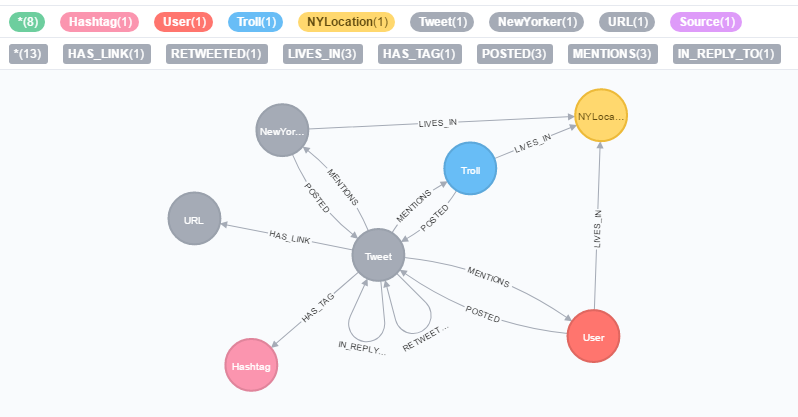 *(8) Hashtag(1) User(1) Troll(1) NYLocation(1) Tweet(1) NewYorker(1) URL(1) Source(1)
*(13) HAS_LINK(1) RETWEETED(1) LIVES_IN(3) HAS_TAG(1) POSTED(3) MENTIONS(3) IN_REPLY_TO(1)
NYLoca...
LIVES_IN
NewYor...
LIVES_IN
Troll
MENTIONS
POSTED
MENTIONS
POSTED
URL
HAS_LINK
LIVES_IN
Tweet
MENTIONS
HAS_TAG
POSTED
User
IN_REPLY...
RETWEET...
Hashtag